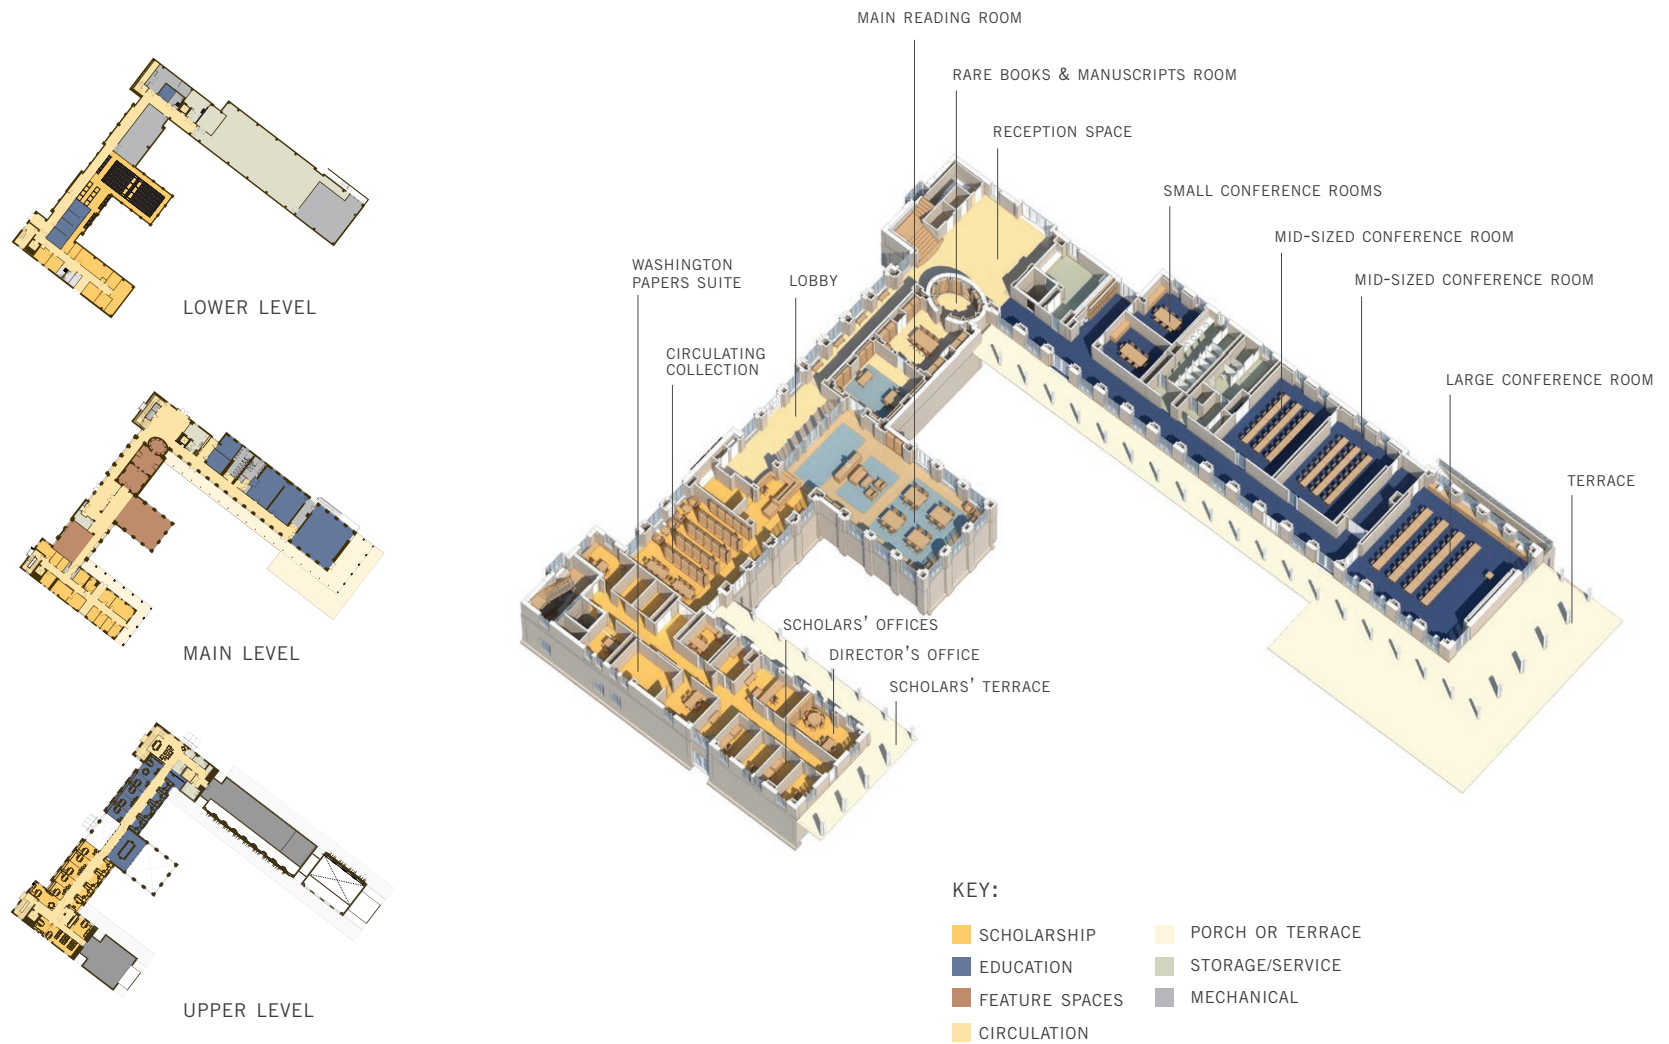 MAIN READING ROOM
RARE BOOKS & MANUSCRIPTS ROOM
RECEPTION SPACE
SMALL CONFERENCE ROOMS
MID-SIZED CONFERENCE ROOM
MID-SIZED CONFERENCE ROOM
LARGE CONFERENCE ROOM
TERRACE
WASHINGTON
PAPERS SUITE
LOBBY
CIRCULATING
COLLECTION
SCHOLARS’ OFFICES
DIRECTOR’S OFFICE
SCHOLARS’ TERRACE
LOWER LEVEL
MAIN LEVEL
UPPER LEVEL
KEY:
SCHOLARSHIP
EDUCATION
FEATURE SPACES
CIRCULATION
PORCH OR TERRACE
STORAGE/SERVICE
MECHANICAL